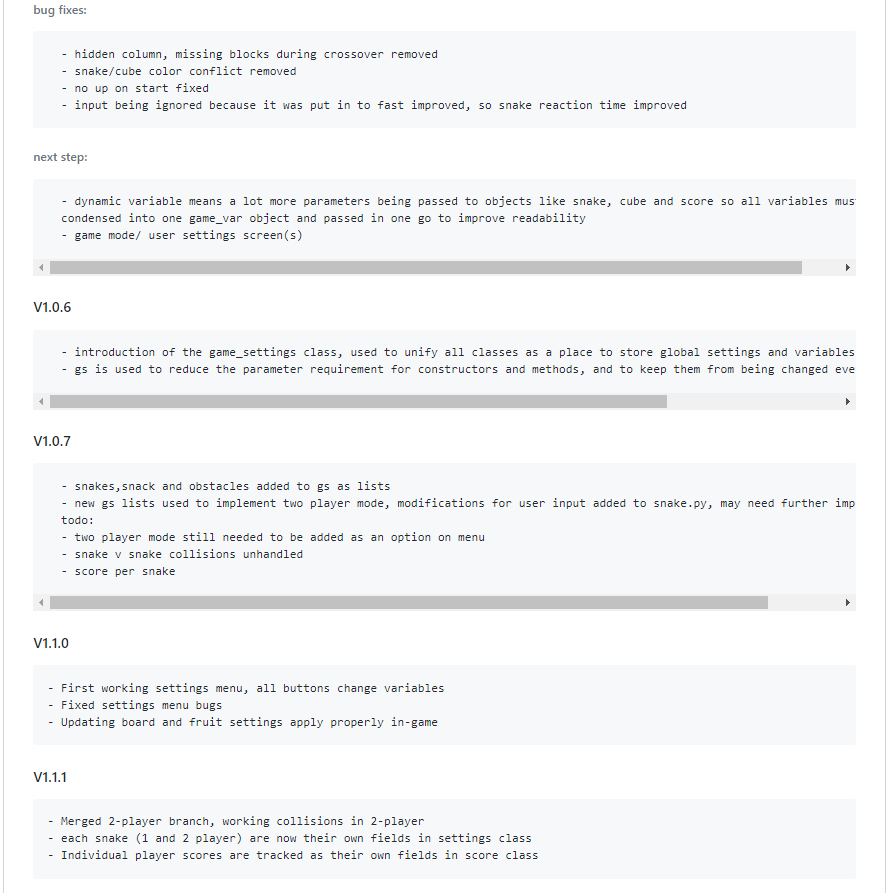 bug fixes:
- hidden column, missing blocks during crossover removed
- snake/cube color conflict removed
- no up on start fixed
- input being ignored because it was put in to fast improved, so snake reaction time improved
next step:
- dynamic variable means a lot more parameters being passed to objects like snake, cube and score so all variables
condensed into one game_var object and passed in one go to improve readability
- game mode/ user settings screen(s)
V1.0.6
- introduction of the game_settings class, used to unify all classes as a place to store global settings and variables
- gs is used to reduce the parameter requirement for constructors and methods, and to keep them from being changed eve
V1.0.7
- snakes,snack and obstacles added to gs as lists
- new gs lists used to implement two player mode, modifications for user input added to snake.py, may need further imp
todo:
- two player mode still needed to be added as an option on menu
- snake v snake collisions unhandled
- score per snake
V1.1.0
- First working settings menu, all buttons change variables
- Fixed settings menu bugs
- Updating board and fruit settings apply properly in-game
V1.1.1
- Merged 2-player branch, working collisions in 2-player
- each snake (1 and 2 player) are now their own fields in settings class
- Individual player scores are tracked as their own fields in score class